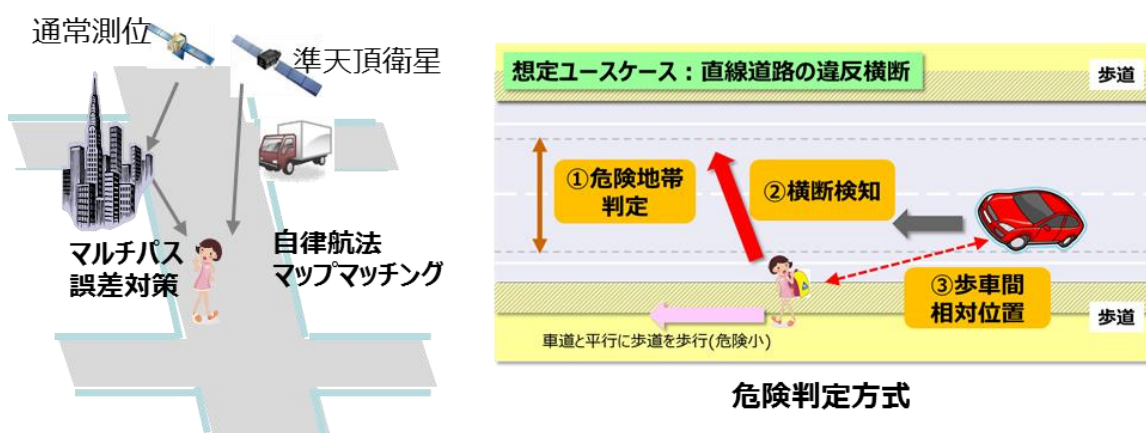 通常測位
準天頂衛星
マルチパス
誤差対策
自律航法
マップマッチング
想定ユースケース：直線道路の違反横断
歩道
①危険地帯
判定
②横断検知
③歩車間
相対位置
歩道
車道と平行に歩道を歩行(危険小)
危険判定方式